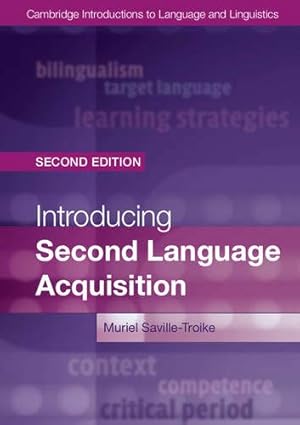 Cambridge Introductions to Language and Linguistics
bilingualism
target language
learning strategies
SECOND EDITION
Introducing
Second Language
Acquisition
Muriel Saville-Troike
context
competence
critical period